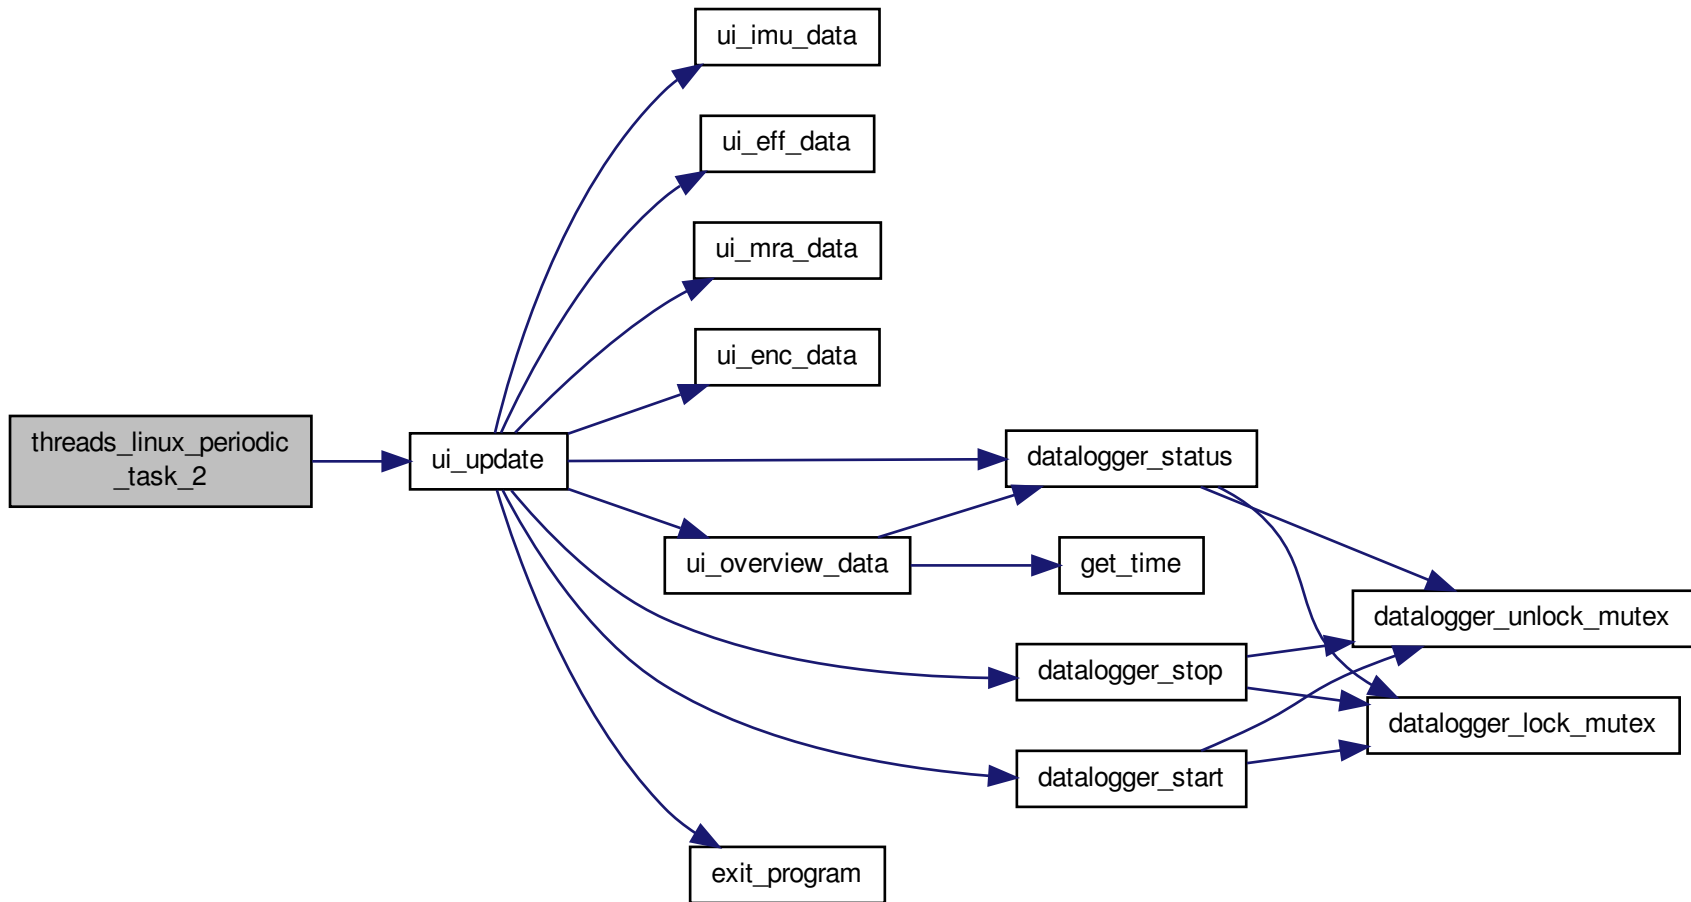 ui_imu_data
ui_eff_data
ui_mra_data
ui_enc_data
threads_linux_periodic
_task_2
ui_update
datalogger_status
ui_overview_data
get_time
datalogger_unlock_mutex
datalogger_stop
datalogger_lock_mutex
datalogger_start
exit_program